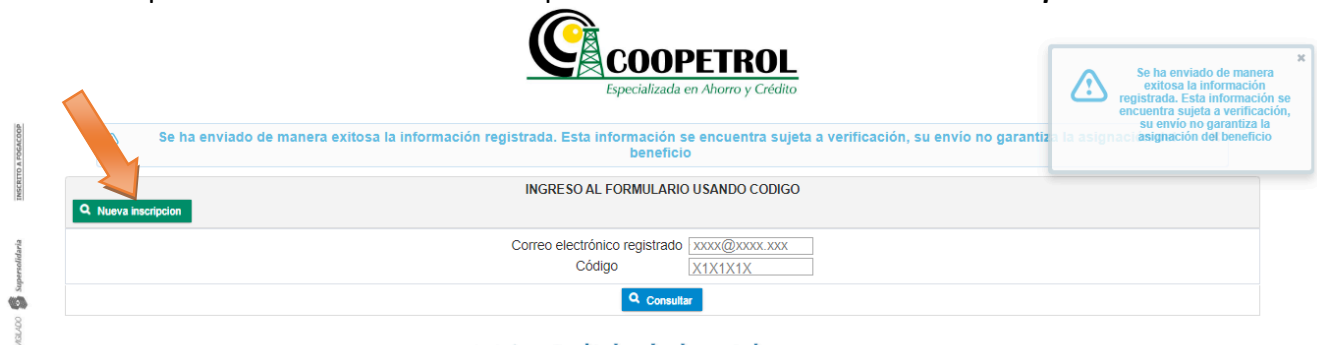 COOPETROL
Especializada en Ahorro y Crédito
Se ha enviado de manera
exitosa la información
registrada. Esta información se
encuentra sujeta a verificación,
su envio no garantiza la
asignación del beneficio
Se ha enviado de manera exitosa la información registrada. Esta información se encuentra sujeta a verificación, su envio no garantiza la
beneficio
INGRESO AL FORMULARIO USANDO CODIGO
Nueva inscripcion
Correo electrónico registrado xxxx@xxxx.xxx
Código X1X1X1X
Consultar
INSCRITO A FOGACOOP
VIGILADO Supersolidaria